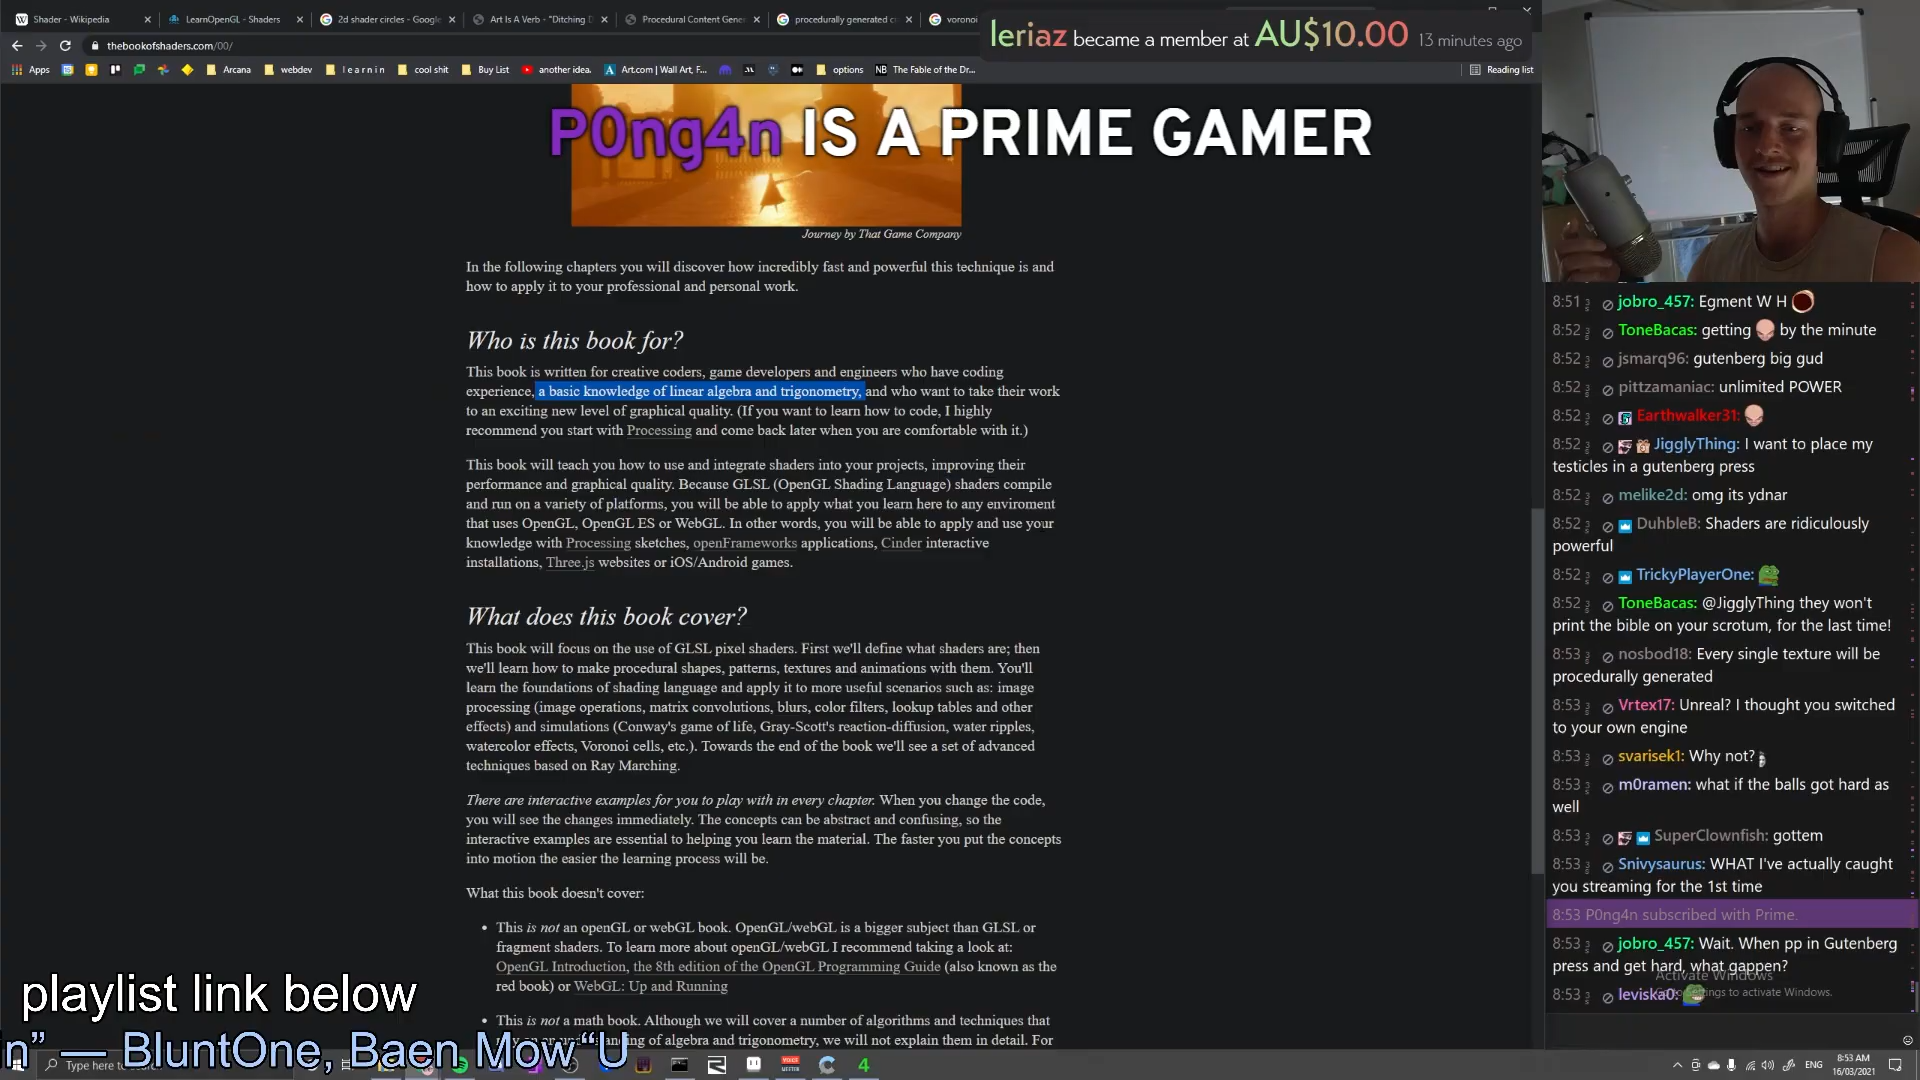 Shader - Wikipedia
LearnOpenGL - Shaders
2d shader circles - Google
Art Is A Verb - "Ditching D
Procedural Content Gene
procedurally generated c
voronoi
thebookofshaders.com/00/
Apps
Arcana
webdev
l e a r n i n
cool shit
Buy List
another idea.
Art.com | Wall Art, F...
options
The Fable of the Dr...
Reading list
leriaz became a member at AU$10.00 13 minutes ago
P0ng4n IS A PRIME GAMER
Journey by That Game Company
In the following chapters you will discover how incredibly fast and powerful this technique is and
how to apply it to your professional and personal work.
Who is this book for?
This book is written for creative coders, game developers and engineers who have coding
experience, a basic knowledge of linear algebra and trigonometry, and who want to take their work
to an exciting new level of graphical quality. (If you want to learn how to code, I highly
recommend you start with Processing and come back later when you are comfortable with it.)
This book will teach you how to use and integrate shaders into your projects, improving their
performance and graphical quality. Because GLSL (OpenGL Shading Language) shaders compile
and run on a variety of platforms, you will be able to apply what you learn here to any enviroment
that uses OpenGL, OpenGL ES or WebGL. In other words, you will be able to apply and use your
knowledge with Processing sketches, openFrameworks applications, Cinder interactive
installations, Three.js websites or iOS/Android games.
What does this book cover?
This book will focus on the use of GLSL pixel shaders. First we'll define what shaders are; then
we'll learn how to make procedural shapes, patterns, textures and animations with them. You'll
learn the foundations of shading language and apply it to more useful scenarios such as: image
processing (image operations, matrix convolutions, blurs, color filters, lookup tables and other
effects) and simulations (Conway's game of life, Gray-Scott's reaction-diffusion, water ripples,
watercolor effects, Voronoi cells, etc.). Towards the end of the book we'll see a set of advanced
techniques based on Ray Marching.
There are interactive examples for you to play with in every chapter. When you change the code,
you will see the changes immediately. The concepts can be abstract and confusing, so the
interactive examples are essential to helping you learn the material. The faster you put the concepts
into motion the easier the learning process will be.
What this book doesn't cover:
This is not an openGL or webGL book. OpenGL/webGL is a bigger subject than GLSL or
fragment shaders. To learn more about openGL/webGL I recommend taking a look at:
OpenGL Introduction, the 8th edition of the OpenGL Programming Guide (also known as the
red book) or WebGL: Up and Running
This is not a math book. Although we will cover a number of algorithms and techniques that
of algebra and trigonometry, we will not explain them in detail. For
8:51 jobro_457: Egment W H
8:52 ToneBacas: getting by the minute
8:52 jsmarq96: gutenberg big gud
8:52 pittzamaniac: unlimited POWER
8:52 Earthwalker31:
8:52 JigglyThing: I want to place my
testicles in a gutenberg press
8:52 melike2d: omg its ydnar
8:52 DuhbleB: Shaders are ridiculously
powerful
8:52 TrickyPlayerOne:
8:52 ToneBacas: @JigglyThing they won't
print the bible on your scrotum, for the last time!
8:53 nosbod18: Every single texture will be
procedurally generated
8:53 Vrtex17: Unreal? I thought you switched
to your own engine
8:53 svarisek1: Why not?
8:53 m0ramen: what if the balls got hard as
well
8:53 SuperClownfish: gottem
8:53 Snivysaurus: WHAT I've actually caught
you streaming for the 1st time
8:53 P0ng4n subscribed with Prime.
8:53 jobro_457: Wait. When pp in Gutenberg
press and get hard, what gappen?
Activate Windows
8:53 leviska0:
to activate Windows.
playlist link below
in” — BluntOne, Baen Mow “U
Type here to
ENG
8:53 AM
16/03/2021